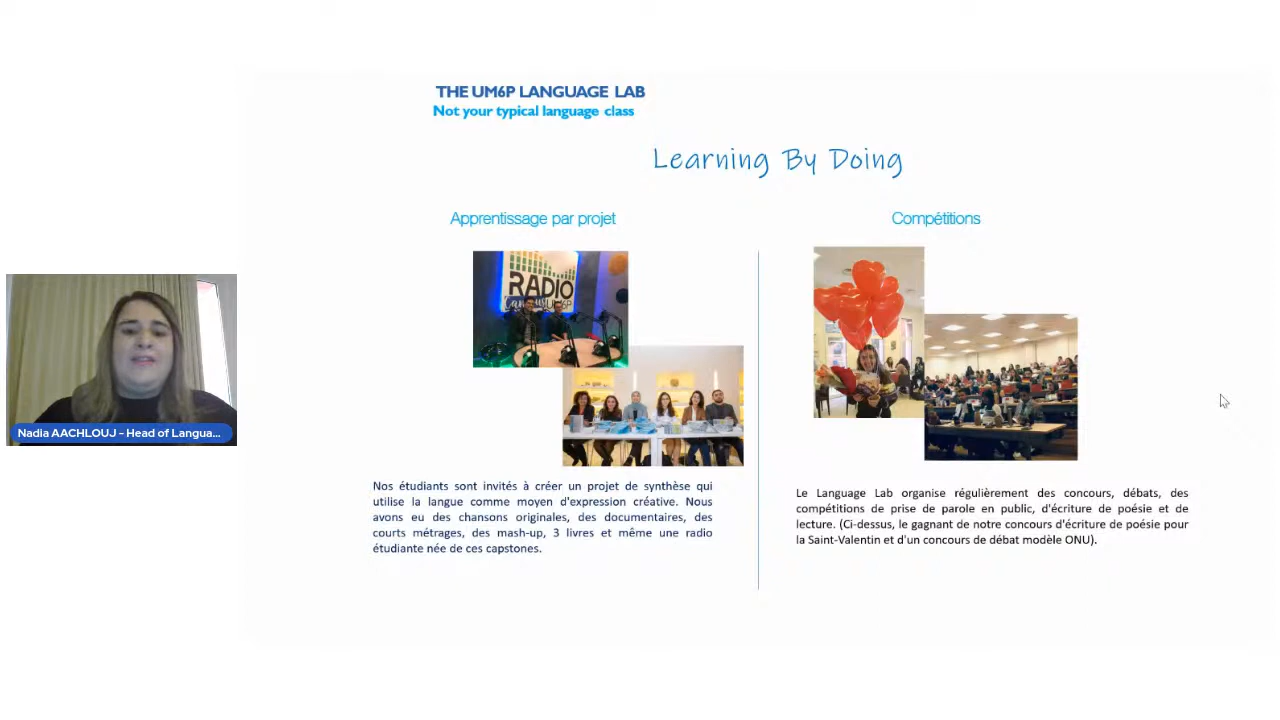 THE UM6P LANGUAGE LAB
Not your typical language class
Learning By Doing
Apprentissage par projet
RADIO
Campus UM6P
Nos étudiants sont invités à créer un projet de synthèse qui
utilise la langue comme moyen d'expression créative. Nous
avons eu des chansons originales, des documentaires, des
courts métrages, des mash-up, 3 livres et même une radio
étudiante née de ces capstones.
Compétitions
Le Language Lab organise régulièrement des concours, débats, des
compétitions de prise de parole en public, d'écriture de poésie et de
lecture. (Ci-dessus, le gagnant de notre concours d'écriture de poésie pour
la Saint-Valentin et d'un concours de débat modèle ONU).
Nadia AACHLOUJ - Head of Langua...